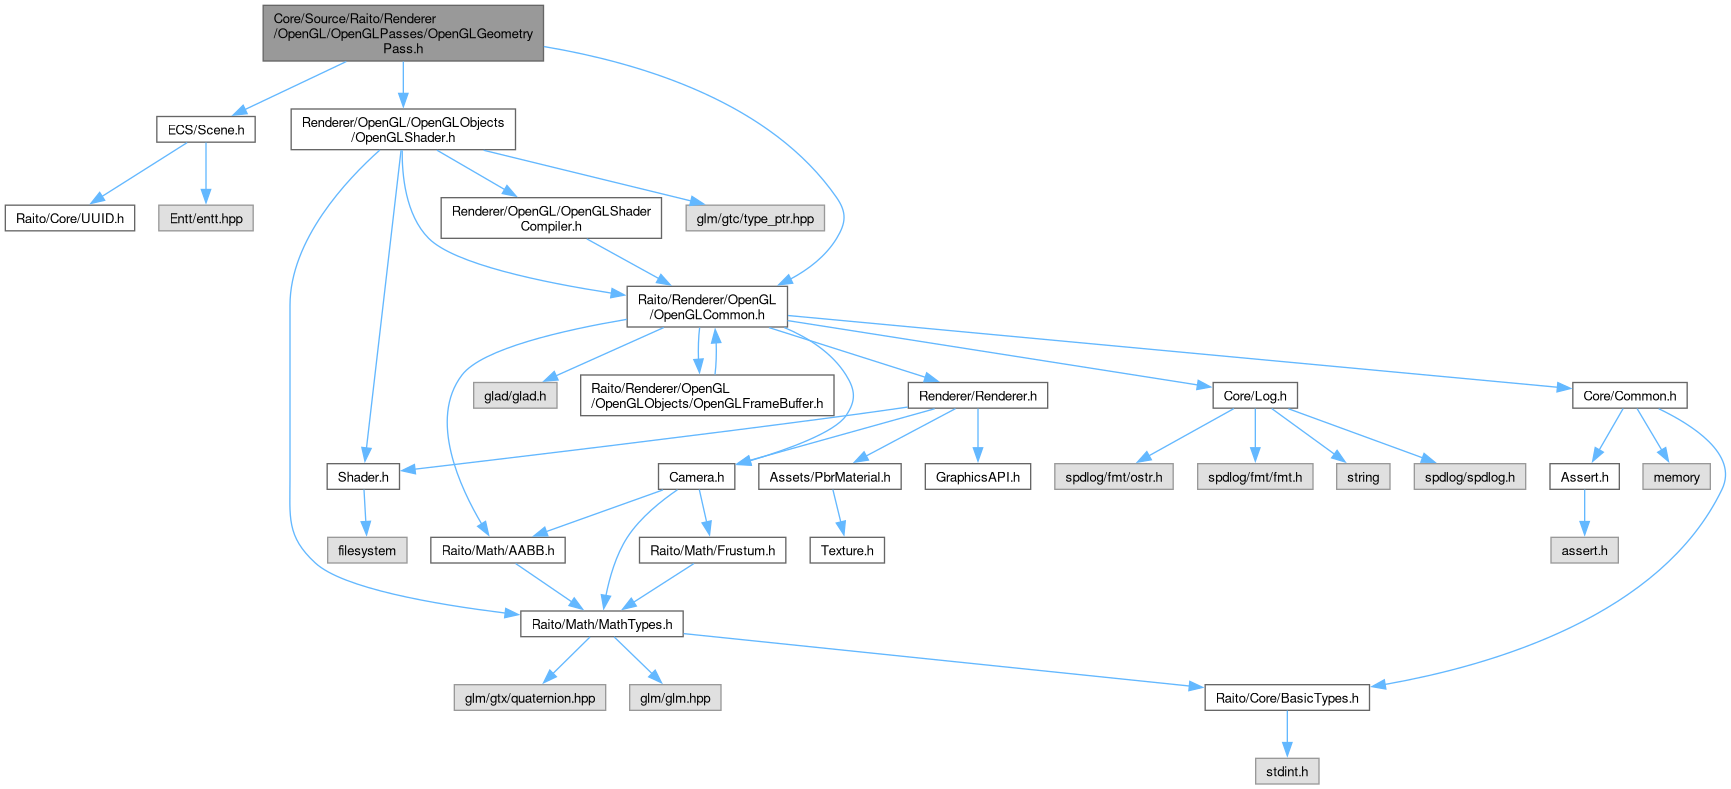 Core/Source/Raito/Renderer
/OpenGL/OpenGLPasses/OpenGLGeometry
Pass.h
ECS/Scene.h
Renderer/OpenGL/OpenGLObjects
/OpenGLShader.h
Raito/Core/UUID.h
Entt/entt.hpp
Renderer/OpenGL/OpenGLShader
Compiler.h
glm/gtc/type_ptr.hpp
Raito/Renderer/OpenGL
/OpenGLCommon.h
glad/glad.h
Raito/Renderer/OpenGL
/OpenGLObjects/OpenGLFrameBuffer.h
Renderer/Renderer.h
Core/Log.h
Core/Common.h
Shader.h
Camera.h
Assets/PbrMaterial.h
GraphicsAPI.h
spdlog/fmt/ostr.h
spdlog/fmt/fmt.h
string
spdlog/spdlog.h
Assert.h
memory
filesystem
Raito/Math/AABB.h
Raito/Math/Frustum.h
Texture.h
assert.h
Raito/Math/MathTypes.h
glm/gtx/quaternion.hpp
glm/glm.hpp
Raito/Core/BasicTypes.h
stdint.h